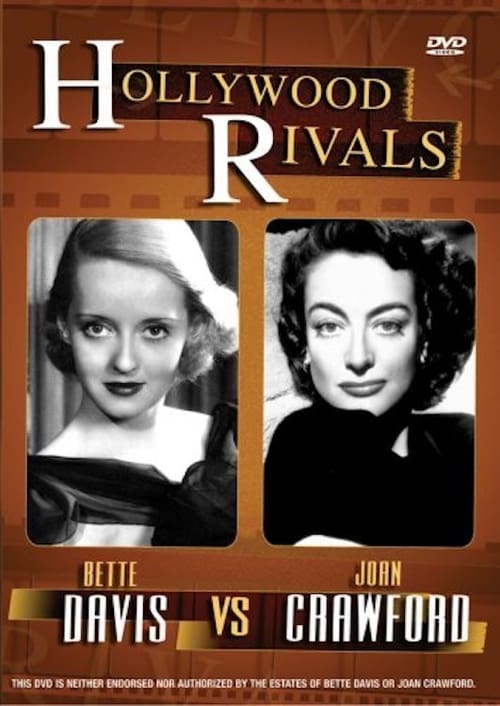 DVD
VIDEO
HOLLYWOOD
RIVALS
BETTE
DAVIS VS
JOAN
CRAWFORD
THIS DVD IS NEITHER ENDORSED NOR AUTHORIZED BY THE ESTATES OF BETTE DAVIS OR JOAN CRAWFORD.